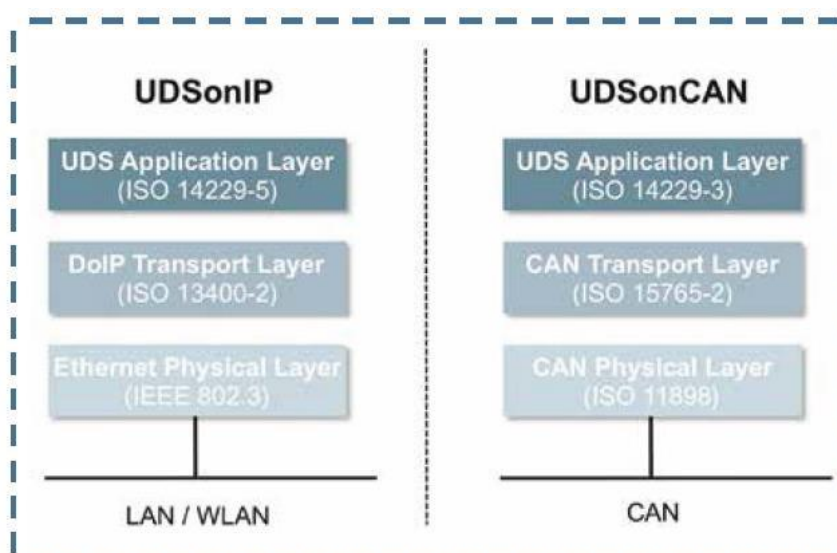 UDSonIP
UDS Application Layer
(ISO 14229-5)
DoIP Transport Layer
(ISO 13400-2)
Ethernet Physical Layer
(IEEE 802.3)
LAN / WLAN
UDSonCAN
UDS Application Layer
(ISO 14229-3)
CAN Transport Layer
(ISO 15765-2)
CAN Physical Layer
(ISO 11898)
CAN